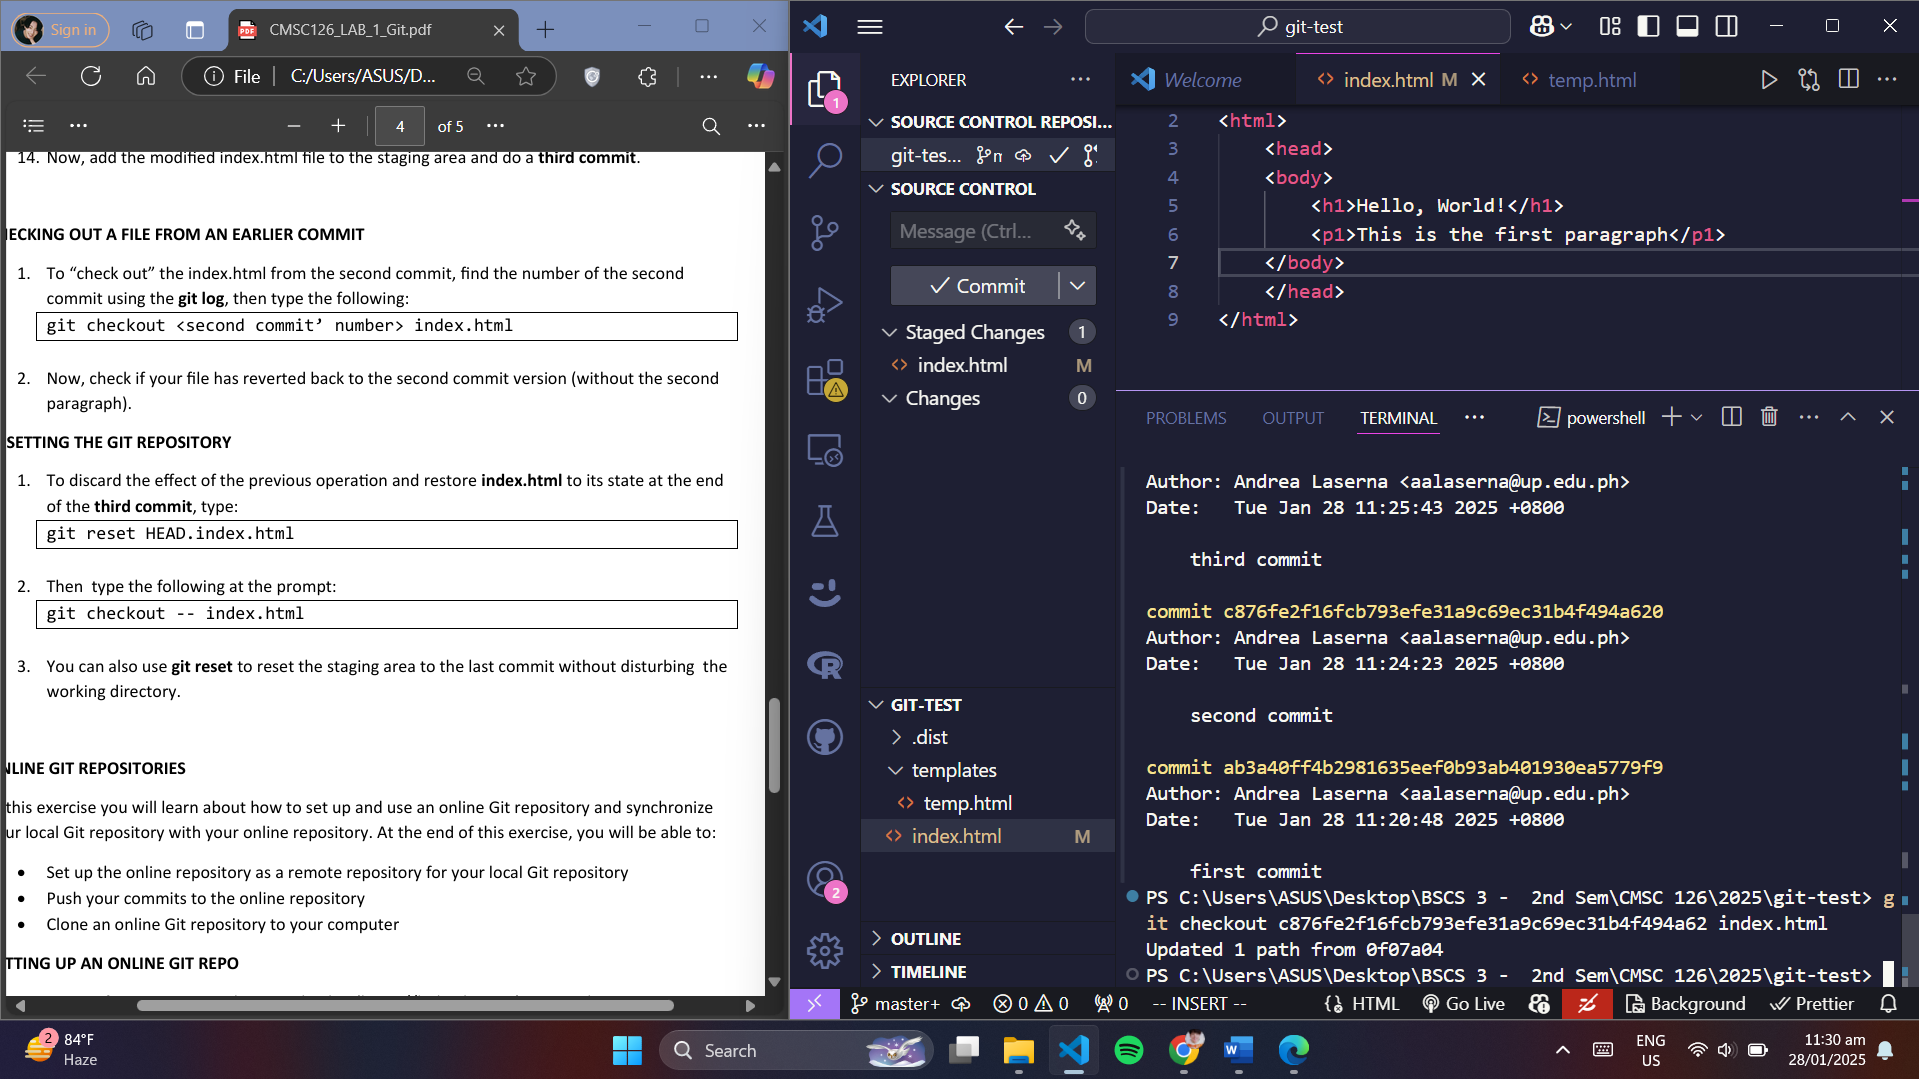 Sign in
CMSC126_LAB_1_Git.pdf
File
C:/Users/ASUS/D...
4
of 5
14. Now, add the modified index.html file to the staging area and do a third commit.
ECKING OUT A FILE FROM AN EARLIER COMMIT
1. To “check out” the index.html from the second commit, find the number of the second
commit using the git log, then type the following:
git checkout <second commit’ number> index.html
2. Now, check if your file has reverted back to the second commit version (without the second
paragraph).
SETTING THE GIT REPOSITORY
1. To discard the effect of the previous operation and restore index.html to its state at the end
of the third commit, type:
git reset HEAD.index.html
2. Then type the following at the prompt:
git checkout -- index.html
3. You can also use git reset to reset the staging area to the last commit without disturbing the
working directory.
NLINE GIT REPOSITORIES
this exercise you will learn about how to set up and use an online Git repository and synchronize
ur local Git repository with your online repository. At the end of this exercise, you will be able to:
• Set up the online repository as a remote repository for your local Git repository
• Push your commits to the online repository
• Clone an online Git repository to your computer
TTING UP AN ONLINE GIT REPO
git-test
1
2
EXPLORER
SOURCE CONTROL REPOSI...
git-tes...
m
SOURCE CONTROL
Message (Ctrl...
Commit
Staged Changes 1
index.html M
Changes 0
GIT-TEST
.dist
templates
temp.html
index.html M
OUTLINE
TIMELINE
Welcome
index.html M
temp.html
2 <html>
3 <head>
4 <body>
5 <h1>Hello, World!</h1>
6 <p1>This is the first paragraph</p1>
7 </body>
8 </head>
9 </html>
PROBLEMS OUTPUT TERMINAL
powershell
Author: Andrea Laserna <aalaserna@up.edu.ph>
Date: Tue Jan 28 11:25:43 2025 +0800
third commit
commit c876fe2f16fcb793efe31a9c69ec31b4f494a620
Author: Andrea Laserna <aalaserna@up.edu.ph>
Date: Tue Jan 28 11:24:23 2025 +0800
second commit
commit ab3a40ff4b2981635eef0b93ab401930ea5779f9
Author: Andrea Laserna <aalaserna@up.edu.ph>
Date: Tue Jan 28 11:20:48 2025 +0800
first commit
PS C:\Users\ASUS\Desktop\BSCS 3 -  2nd Sem\CMSC 126\2025\git-test> g
it checkout c876fe2f16fcb793efe31a9c69ec31b4f494a62 index.html
Updated 1 path from 0f07a04
PS C:\Users\ASUS\Desktop\BSCS 3 -  2nd Sem\CMSC 126\2025\git-test>
master+ 0 0 0 -- INSERT -- HTML Go Live Background Prettier
2
84°F
Haze
Search
ENG
US
11:30 am
28/01/2025